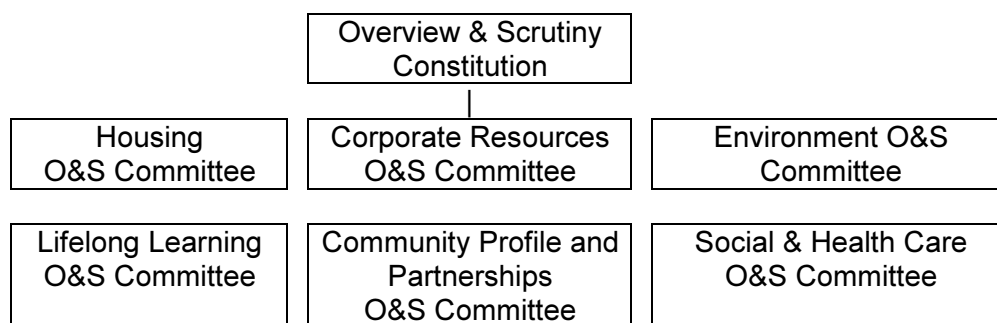 Overview & Scrutiny
Constitution
Housing
O&S Committee
Corporate Resources
O&S Committee
Environment O&S
Committee
Lifelong Learning
O&S Committee
Community Profile and
Partnerships
O&S Committee
Social & Health Care
O&S Committee